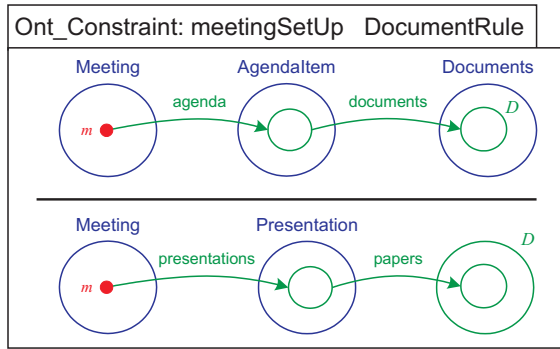 Ont_Constraint: meetingSetUp DocumentRule
Meeting AgendaItem Documents
agenda documents
m D
Meeting Presentation
D
presentations papers
m